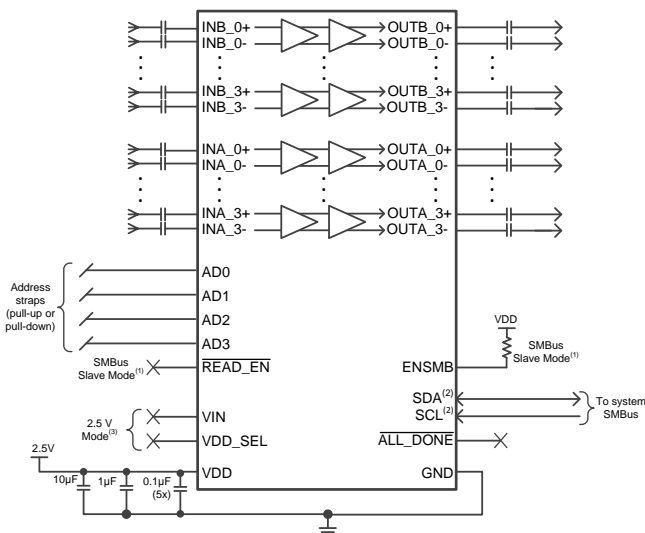 INB_0+ OUTB_0+
INB_0- OUTB_0-
INB_3+ OUTB_3+
INB_3- OUTB_3-
INA_0+ OUTA_0+
INA_0- OUTA_0-
INA_3+ OUTA_3+
INA_3- OUTA_3-
Address
straps
(pull-up or
pull-down)
AD0
AD1
AD2
AD3
SMBus
Slave Mode(1)
READ_EN
VDD
SMBus
Slave Mode(1)
ENSMB
SDA(2)
SCL(2)
To system
SMBus
2.5 V
Mode(3)
VIN
VDD_SEL
ALL_DONE
2.5V
VDD
GND
10µF
1µF
0.1µF
(5x)